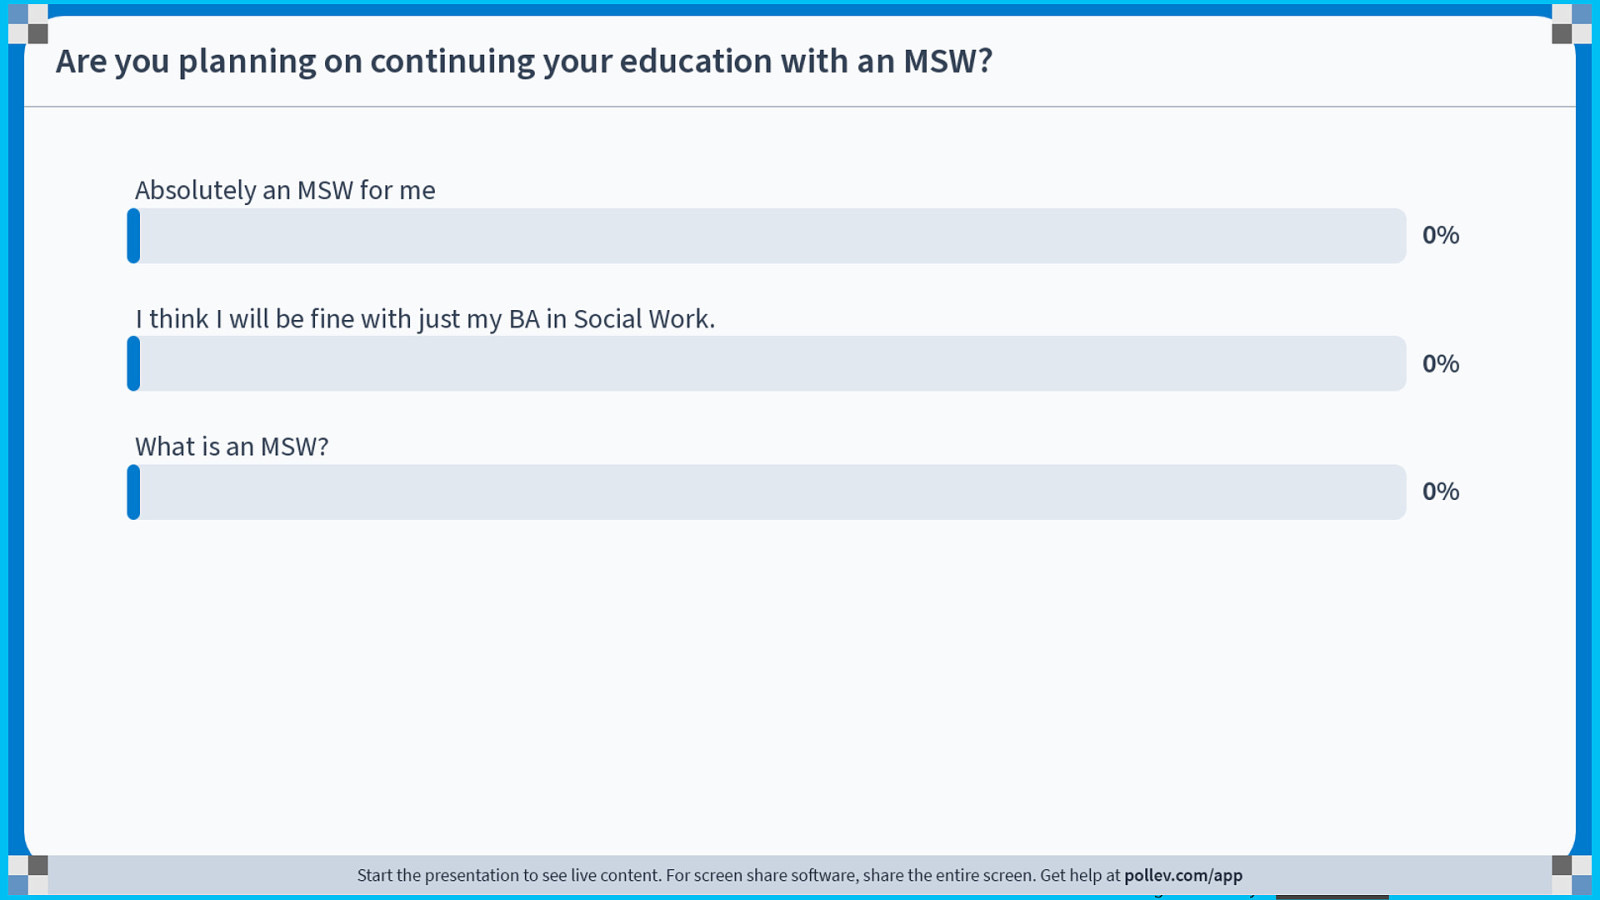 Are you planning on continuing your education with an MSW?
Absolutely an MSW for me
0%
I think I will be fine with just my BA in Social Work.
0%
What is an MSW?
0%
Start the presentation to see live content. For screen share software, share the entire screen. Get help at pollev.com/app